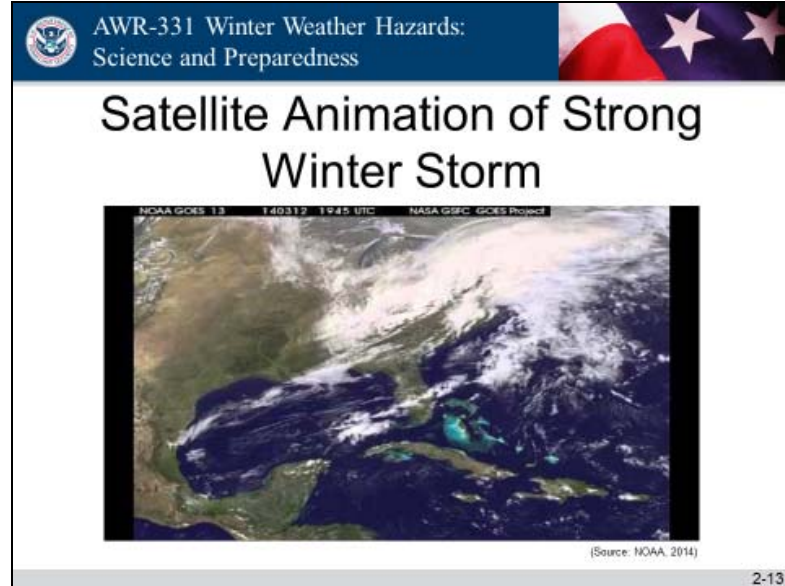 AWR-331 Winter Weather Hazards:
Science and Preparedness
Satellite Animation of Strong
Winter Storm
NOAA GOES 13 140312 1945 UTC NASA GSFC GOES Project
(Source: NOAA, 2014)
2-13